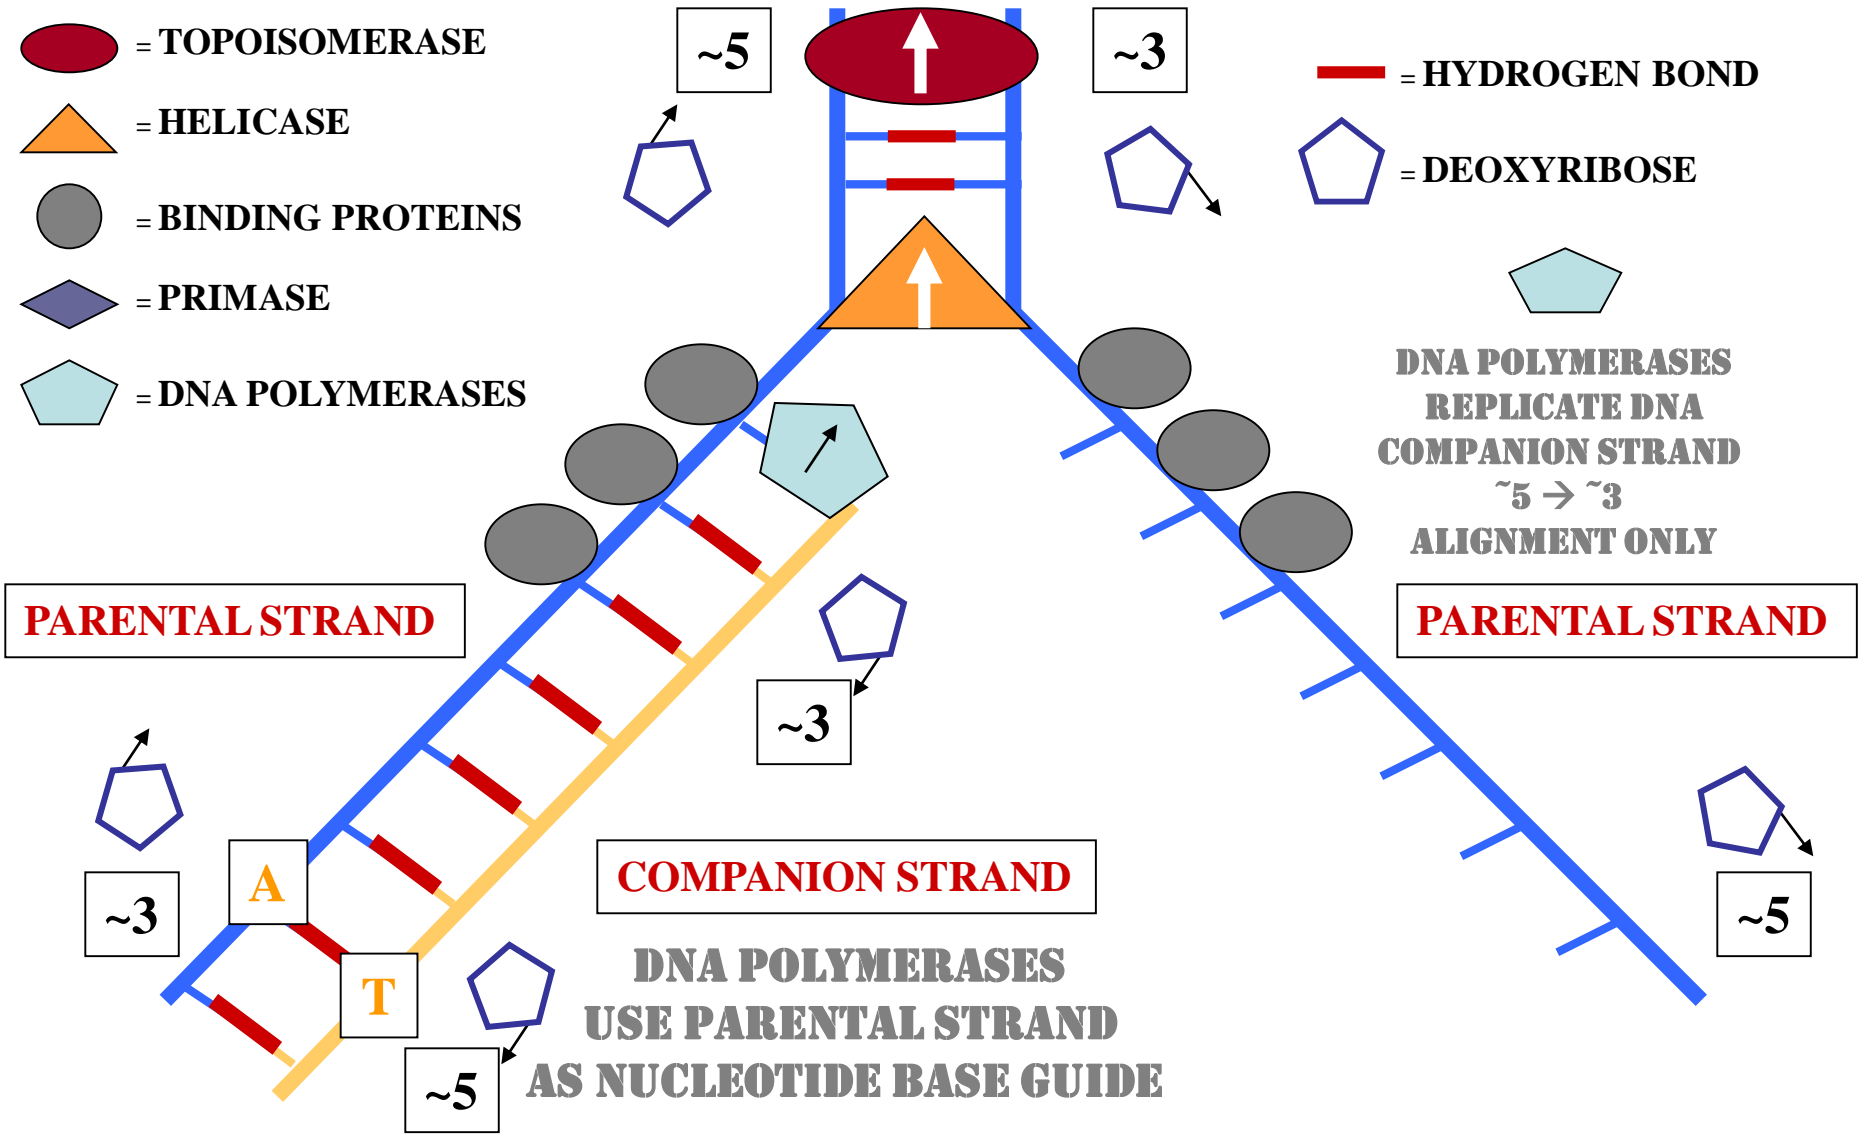 = TOPOISOMERASE
= HELICASE
= BINDING PROTEINS
= PRIMASE
= DNA POLYMERASES
~5
~3
= HYDROGEN BOND
= DEOXYRIBOSE
DNA POLYMERASES
REPLICATE DNA
COMPANION STRAND
~5 → ~3
ALIGNMENT ONLY
PARENTAL STRAND
PARENTAL STRAND
~3
A
~3
T
~5
COMPANION STRAND
~5
DNA POLYMERASES
USE PARENTAL STRAND
AS NUCLEOTIDE BASE GUIDE